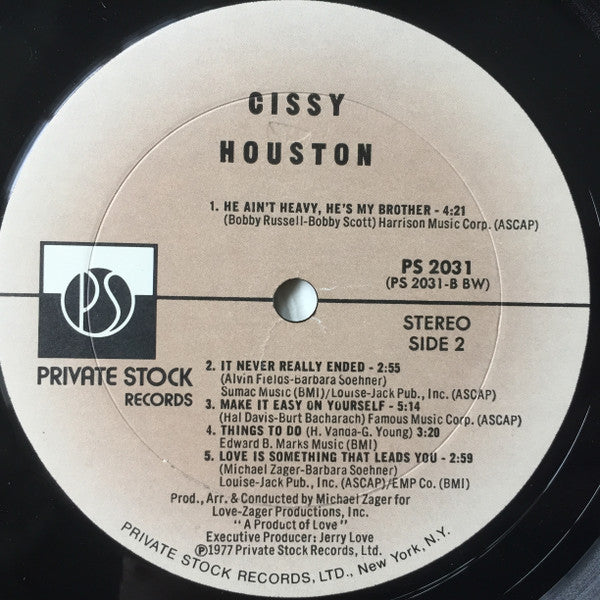 CISSY
HOUSTON
1. HE AIN'T HEAVY, HE'S MY BROTHER - 4:21
(Bobby Russell-Bobby Scott) Harrison Music Corp. (ASCAP)
PS 2031
(PS 2031-B BW)
PS
STEREO
SIDE 2
PRIVATE STOCK
RECORDS
2. IT NEVER REALLY ENDED - 2:55
(Alvin Fields-Barbara Soehner)
Sumac Music (BMI)/Louise-Jack Pub., Inc. (ASCAP)
3. MAKE IT EASY ON YOURSELF - 5:14
(Hal Davis-Burt Bacharach) Famous Music Corp. (ASCAP)
4. THINGS TO DO (H. Vanda-G. Young) 3:20
Edward B. Marks Music (BMI)
5. LOVE IS SOMETHING THAT LEADS YOU - 2:59
(Michael Zager-Barbara Soehner)
Louise-Jack Pub., Inc. (ASCAP)/EMP Co. (BMI)
Prod., Arr. & Conducted by Michael Zager for
Love-Zager Productions, Inc.
"A Product of Love"
Executive Producer: Jerry Love
℗1977 Private Stock Records, Ltd.
PRIVATE STOCK RECORDS, LTD., New York, N.Y.